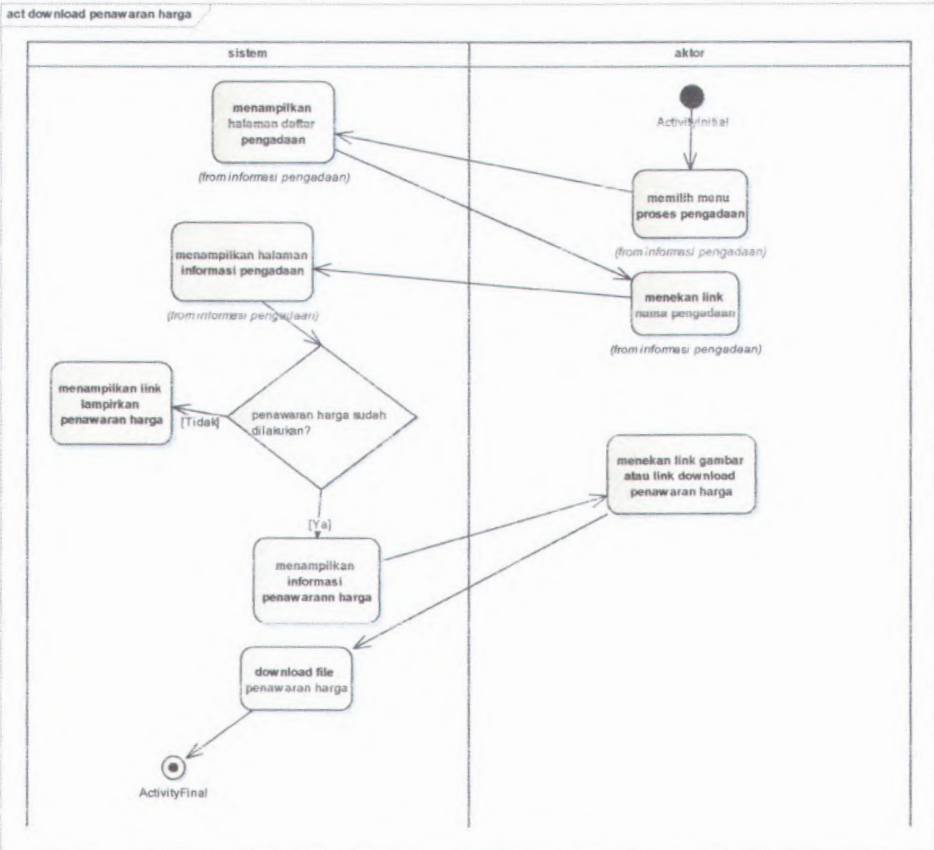 act download penawaran harga
sistem
aktor
ActivityInitial
menampilkan
halaman daftar
pengadaan
(from informasi pengadaan)
memilih menu
proses pengadaan
(from informasi pengadaan)
menampilkan halaman
informasi pengadaan
(from informasi pengadaan)
menekan link
nama pengadaan
(from informasi pengadaan)
menampilkan link
lampirkan
penawaran harga
[Tidak]
penawaran harga sudah
dilakukan?
menekan link gambar
atau link download
penawaran harga
[Ya]
menampilkan
informasi
penawarann harga
download file
penawaran harga
ActivityFinal